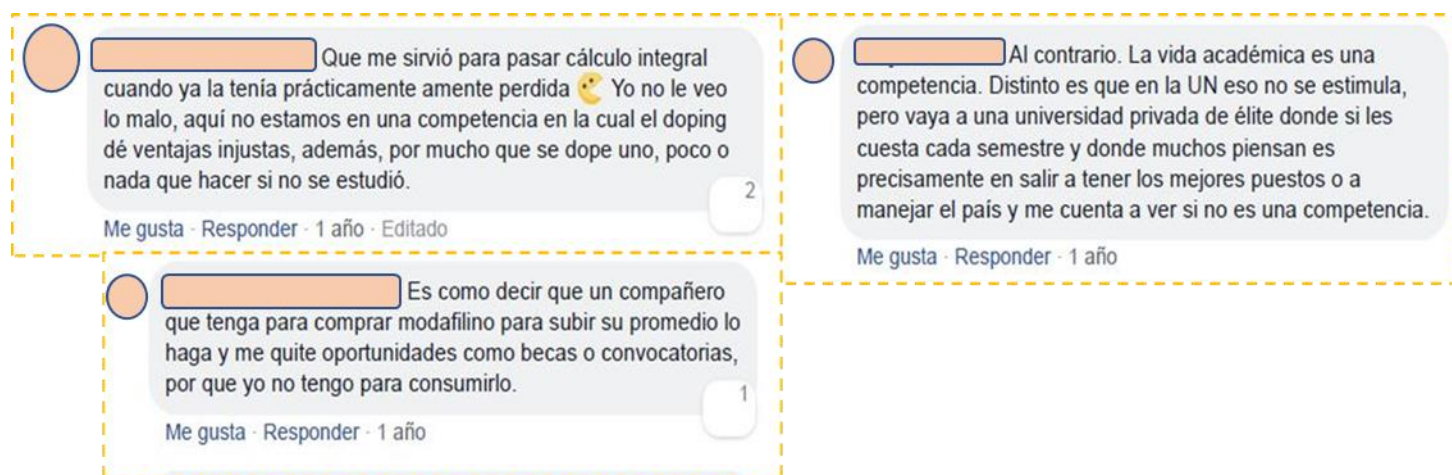 Que me sirvió para pasar cálculo integral
cuando ya la tenía prácticamente amente perdida Yo no le veo
lo malo, aquí no estamos en una competencia en la cual el doping
dé ventajas injustas, además, por mucho que se dope uno, poco o
nada que hacer si no se estudió.
2
Me gusta · Responder · 1 año · Editado
Es como decir que un compañero
que tenga para comprar modafilino para subir su promedio lo
haga y me quite oportunidades como becas o convocatorias,
por que yo no tengo para consumirlo.
1
Me gusta · Responder · 1 año
Al contrario. La vida académica es una
competencia. Distinto es que en la UN eso no se estimula,
pero vaya a una universidad privada de élite donde si les
cuesta cada semestre y donde muchos piensan es
precisamente en salir a tener los mejores puestos o a
manejar el país y me cuenta a ver si no es una competencia.
Me gusta · Responder · 1 año